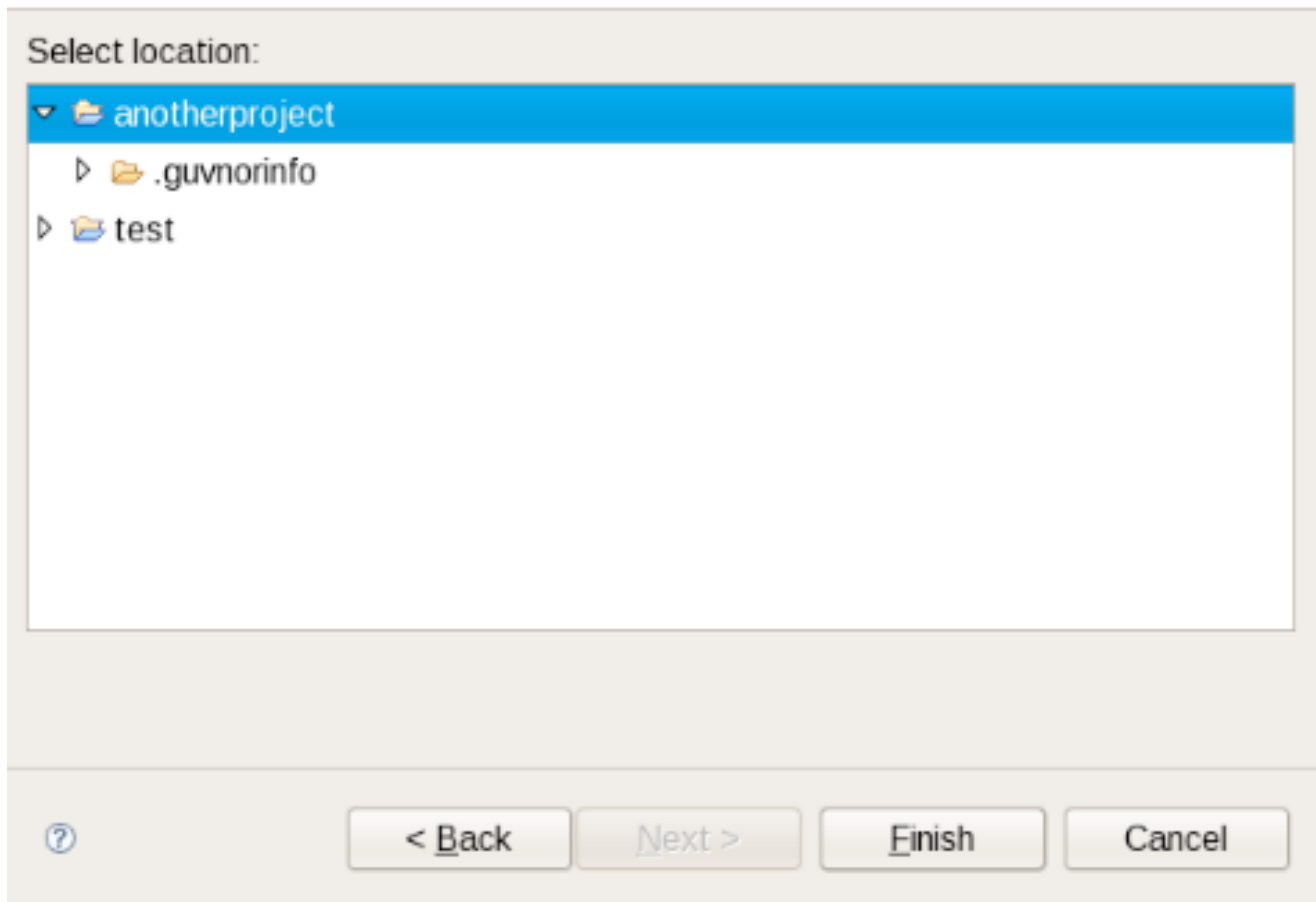 Select location:
anotherproject
.guvnorinfo
test
? < Back Next > Finish Cancel